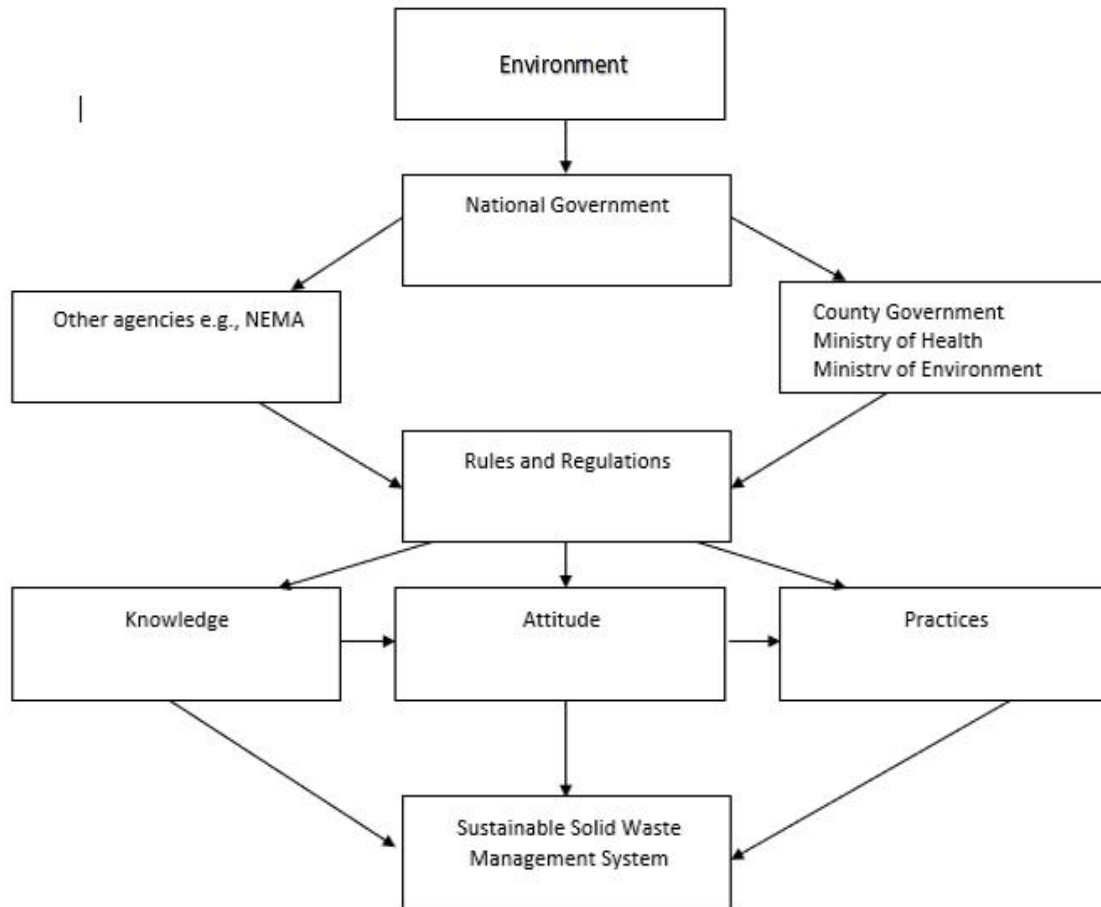 Environment
National Government
Other agencies e.g., NEMA
County Government
Ministry of Health
Ministry of Environment
Rules and Regulations
Knowledge
Attitude
Practices
Sustainable Solid Waste
Management System